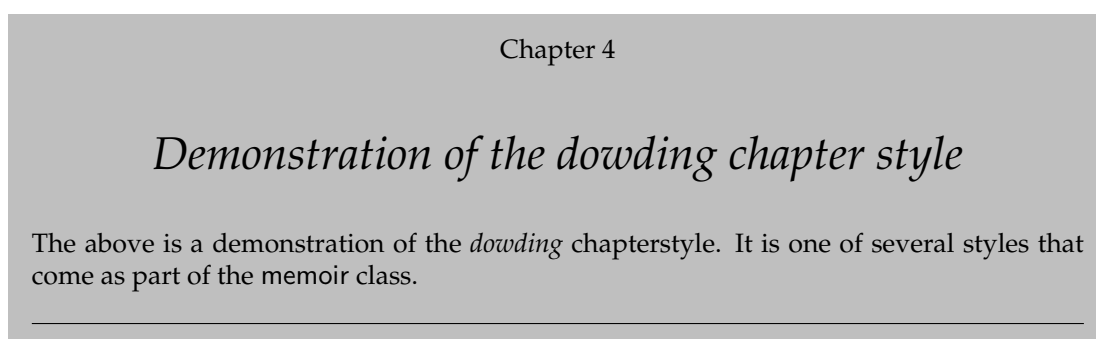 Chapter 4
Demonstration of the dowding chapter style
The above is a demonstration of the dowding chapterstyle. It is one of several styles that
come as part of the memoir class.